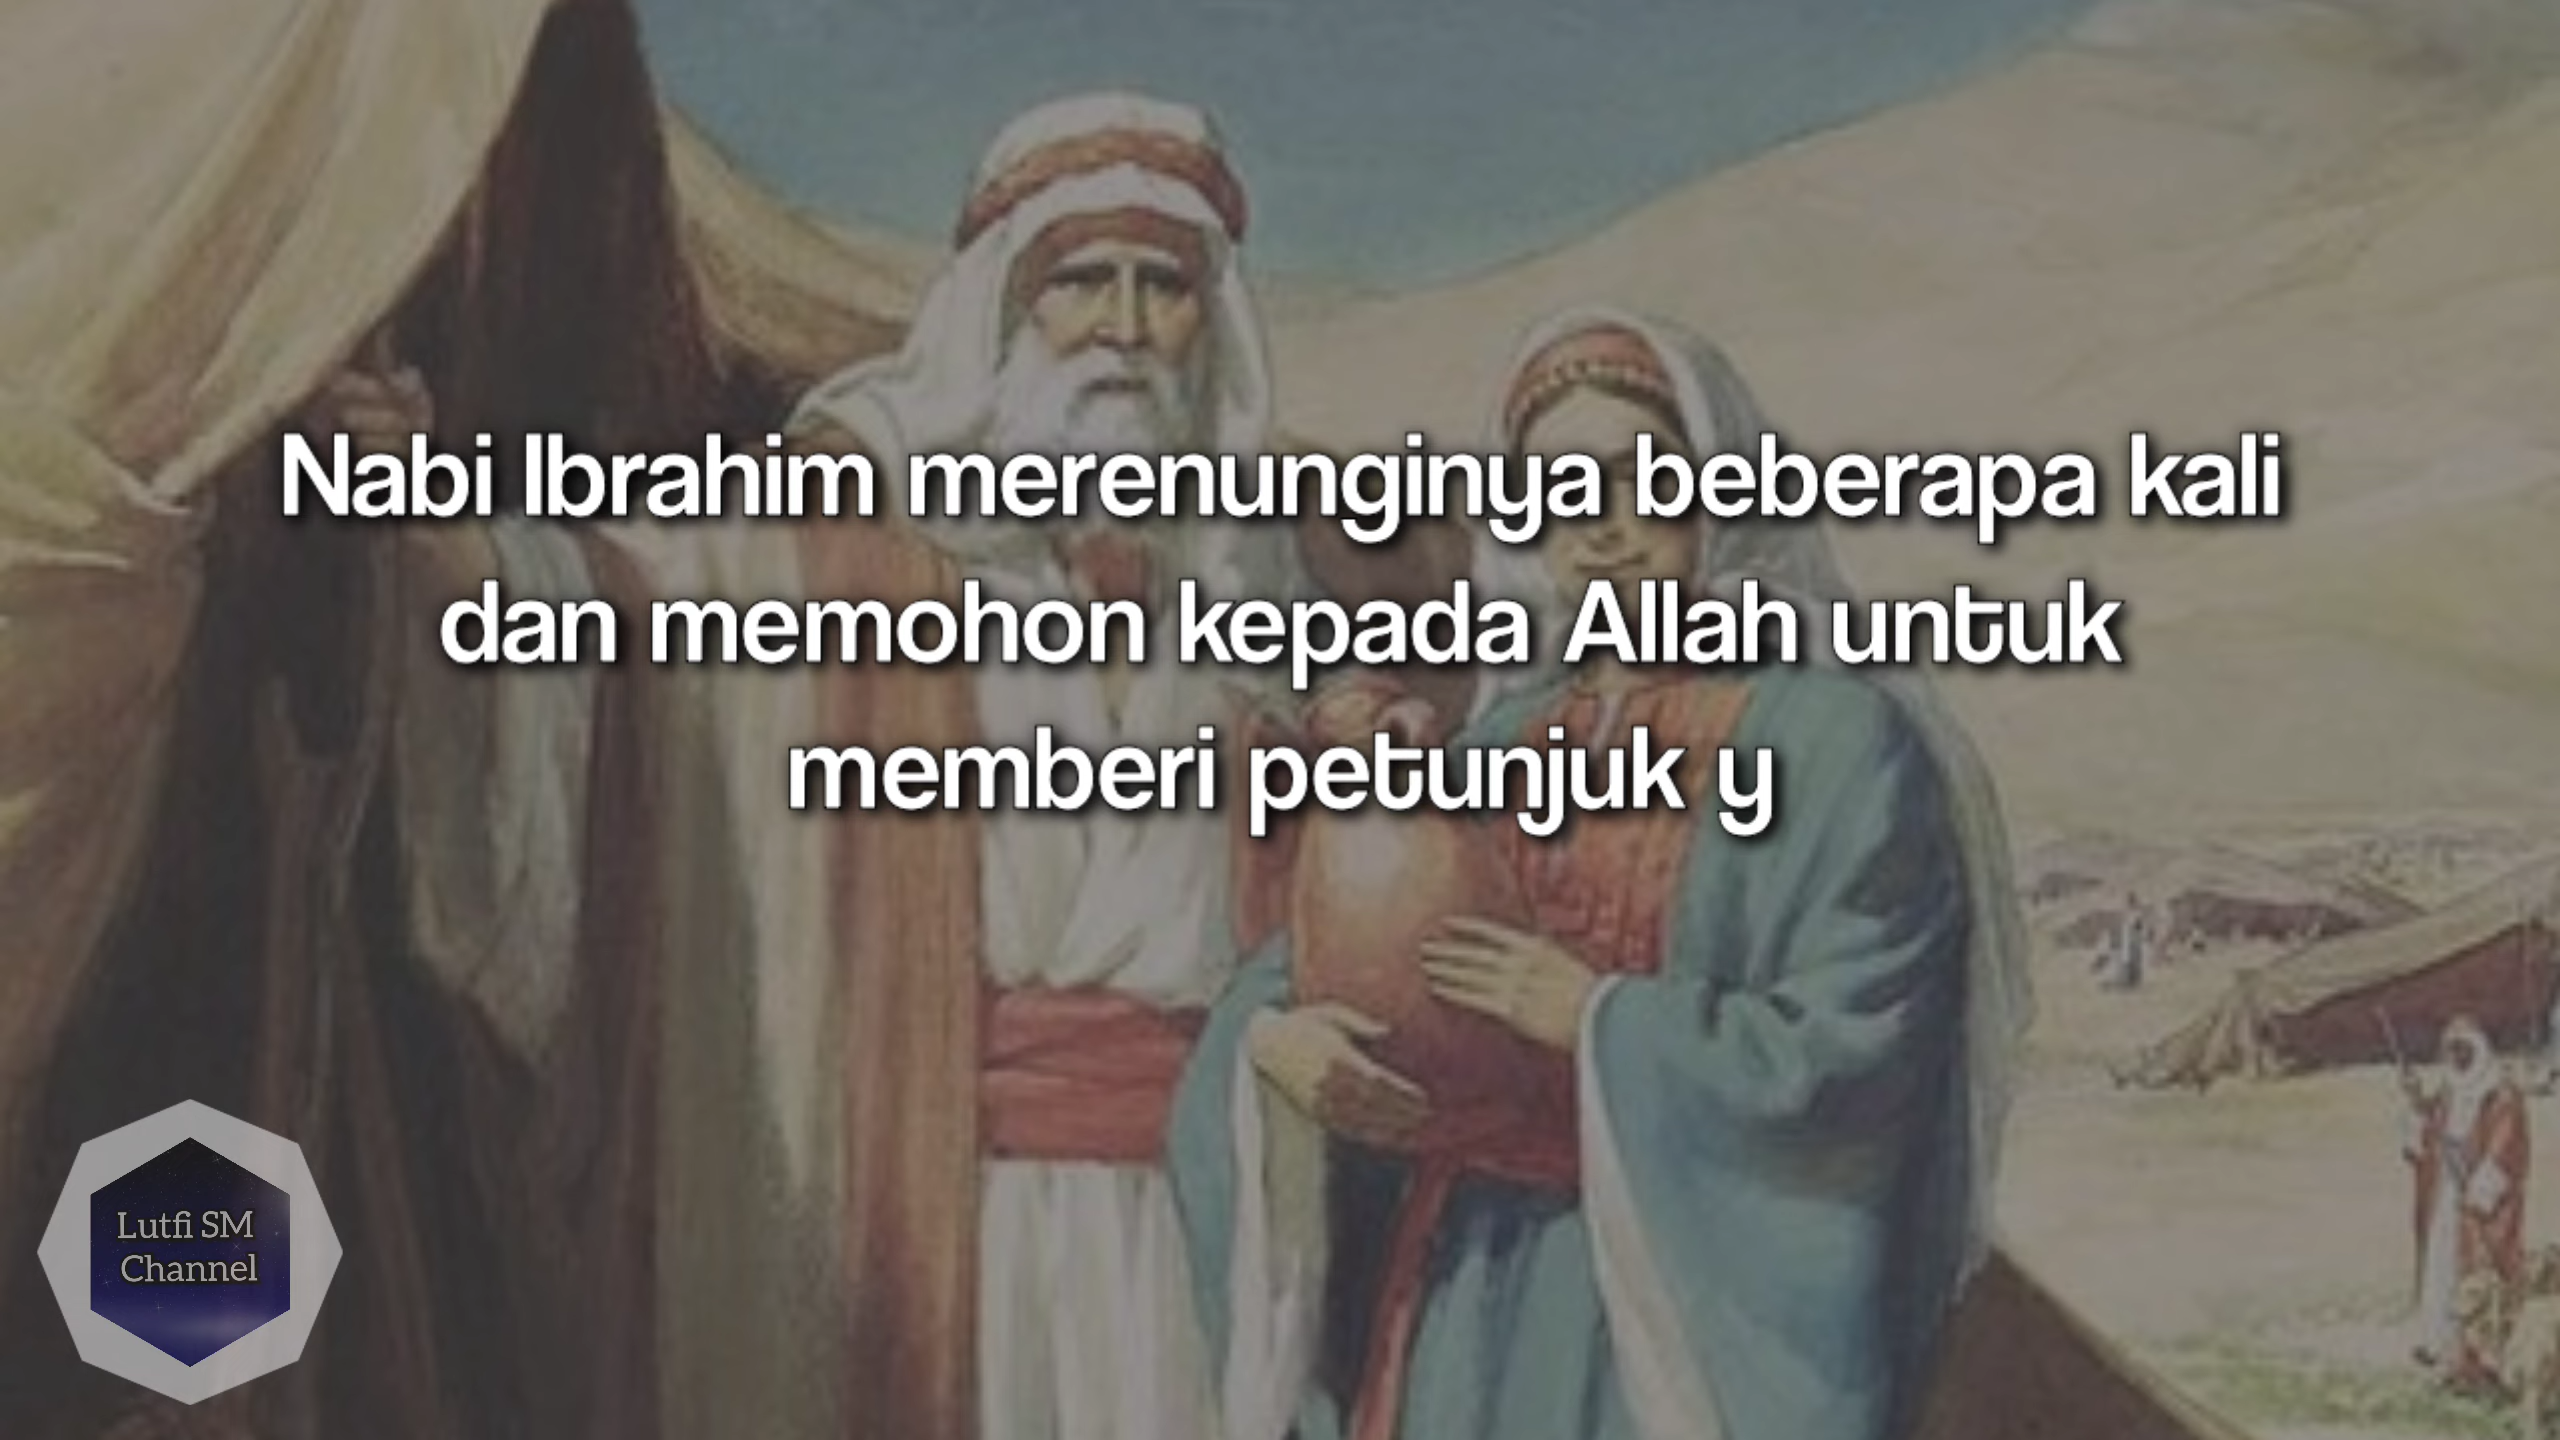 Nabi Ibrahim merenunginya beberapa kali
dan memohon kepada Allah untuk
memberi petunjuk y
Lutfi SM
Channel